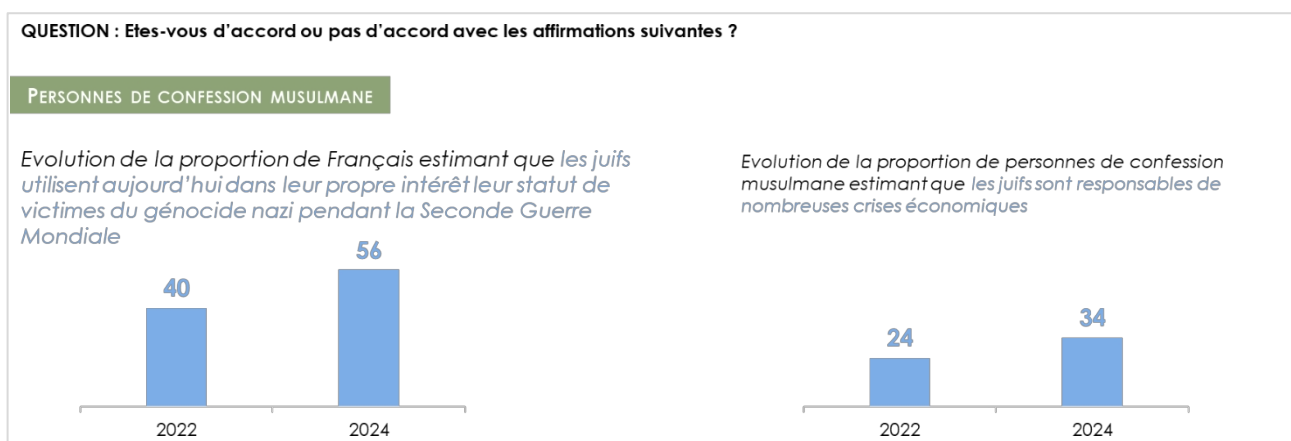 QUESTION : Etes-vous d'accord ou pas d'accord avec les affirmations suivantes ?
PERSONNES DE CONFESSION MUSULMANE
Evolution de la proportion de Français estimant que les juifs
utilisent aujourd'hui dans leur propre intérêt leur statut de
victimes du génocide nazi pendant la Seconde Guerre
Mondiale
40
56
2022
2024
Evolution de la proportion de personnes de confession
musulmane estimant que les juifs sont responsables de
nombreuses crises économiques
24
34
2022
2024